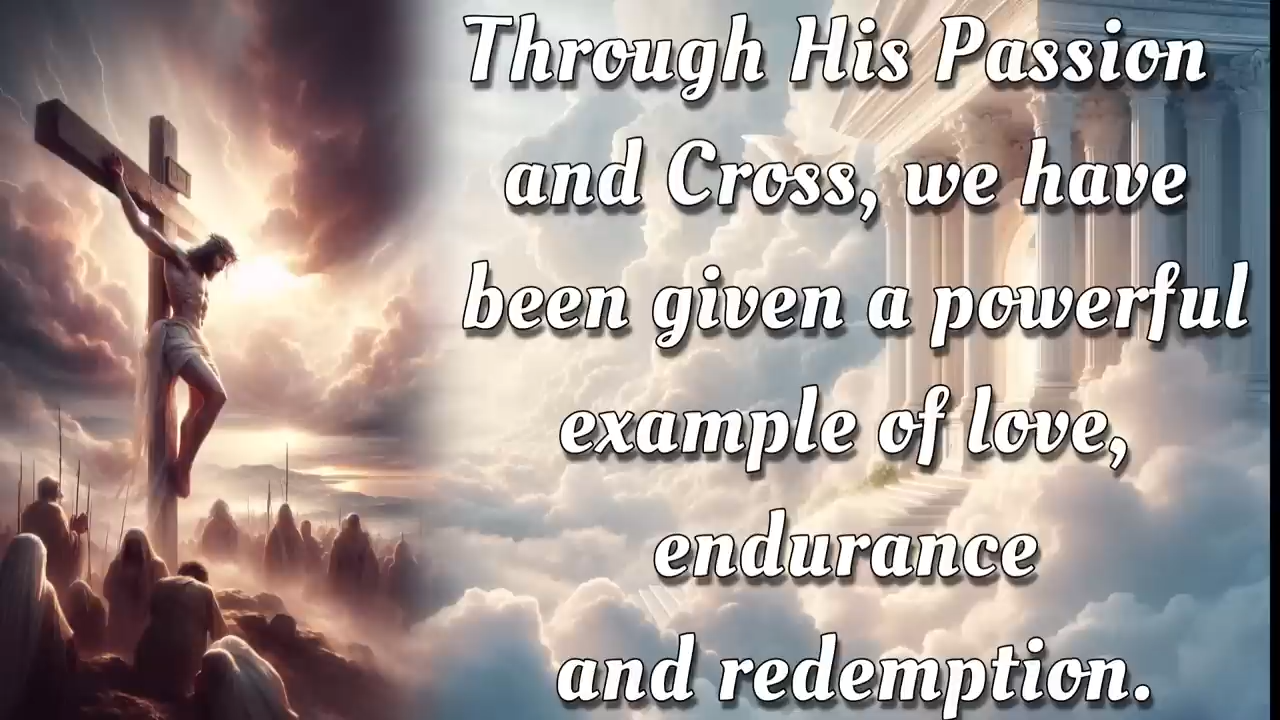 Through His Passion
and Cross, we have
been given a powerful
example of love,
endurance
and redemption.